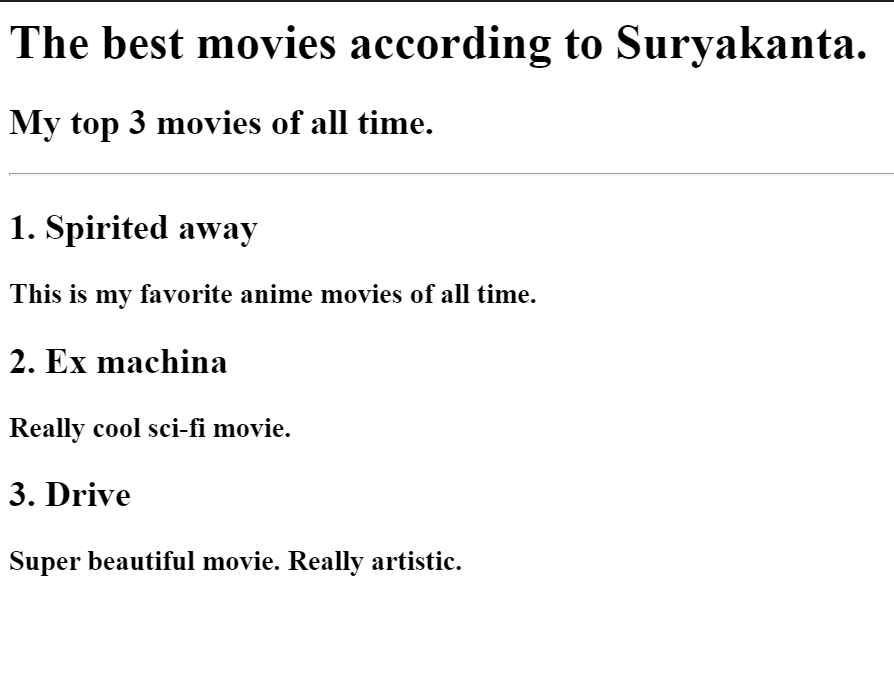 The best movies according to Suryakanta.
My top 3 movies of all time.
1. Spirited away
This is my favorite anime movies of all time.
2. Ex machina
Really cool sci-fi movie.
3. Drive
Super beautiful movie. Really artistic.